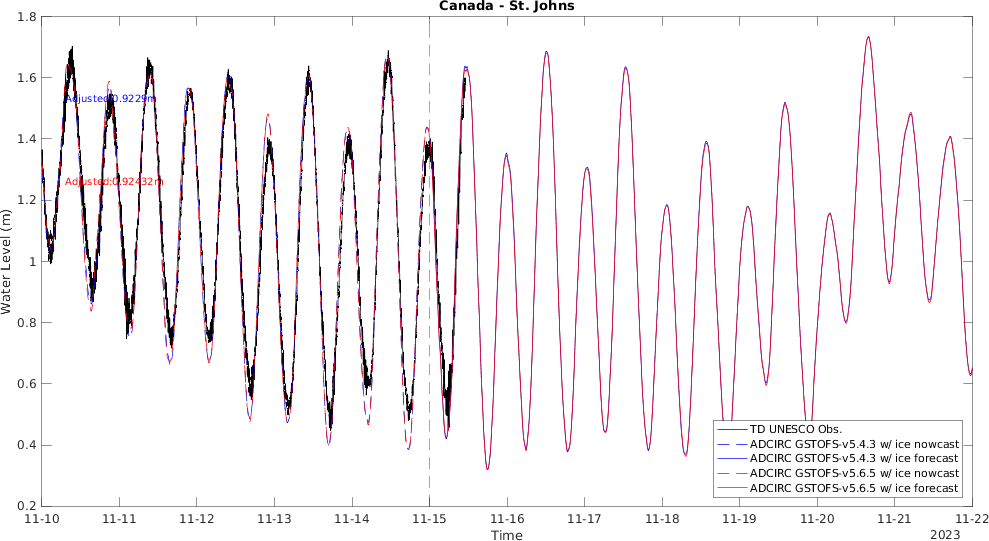 Canada - St. Johns
1.8
1.6
1.4
1.2
1
0.8
0.6
0.4
0.2
Water Level (m)
Adjusted:0.9229m
Adjusted:0.92432m
TD UNESCO Obs.
ADCIRC GSTOFS-v5.4.3 w/ ice nowcast
ADCIRC GSTOFS-v5.4.3 w/ ice forecast
ADCIRC GSTOFS-v5.6.5 w/ ice nowcast
ADCIRC GSTOFS-v5.6.5 w/ ice forecast
11-10 11-11 11-12 11-13 11-14 11-15 11-16 11-17 11-18 11-19 11-20 11-21 11-22
Time
2023